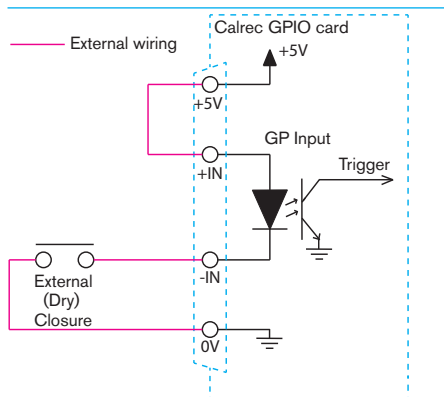 Calrec GPIO card
External wiring
+5V
+5V
GP Input
+IN
Trigger
-IN
External
(Dry)
Closure
0V